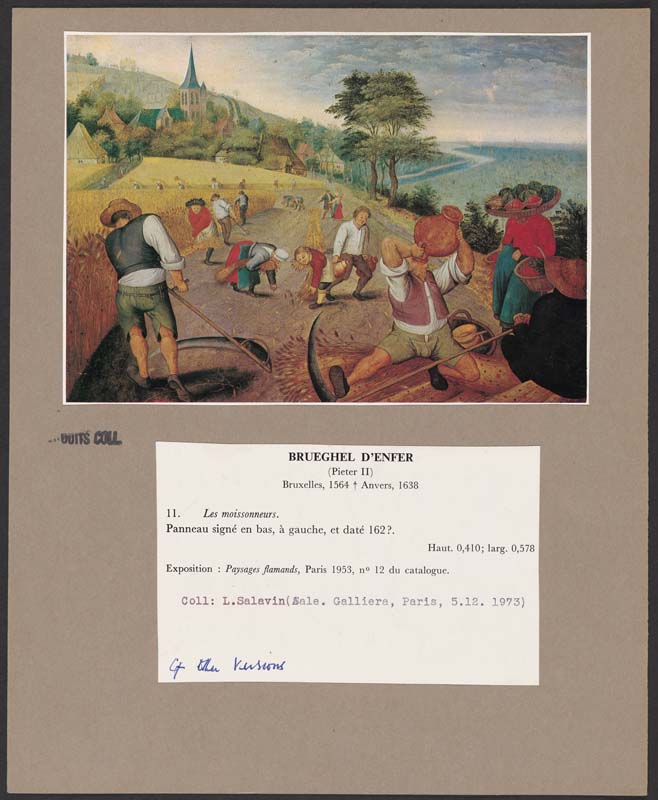 OUITS COLL
BRUEGHEL D'ENFER
(Pieter II)
Bruxelles, 1564 † Anvers, 1638
11. Les moissonneurs.
Panneau signé en bas, à gauche, et daté 162?.
Haut. 0,410; larg. 0,578
Exposition : Paysages flamands, Paris 1953, nº 12 du catalogue.
Coll: L.Salavin(Sale. Galliera, Paris, 5.12. 1973)
Cf other Versions